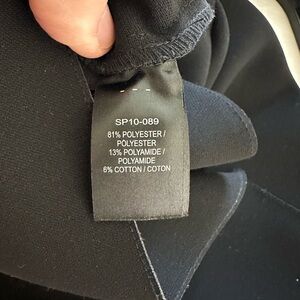 SP10-089
81% POLYESTER /
POLYESTER
13% POLYAMIDE /
POLYAMIDE
6% COTTON / COTON